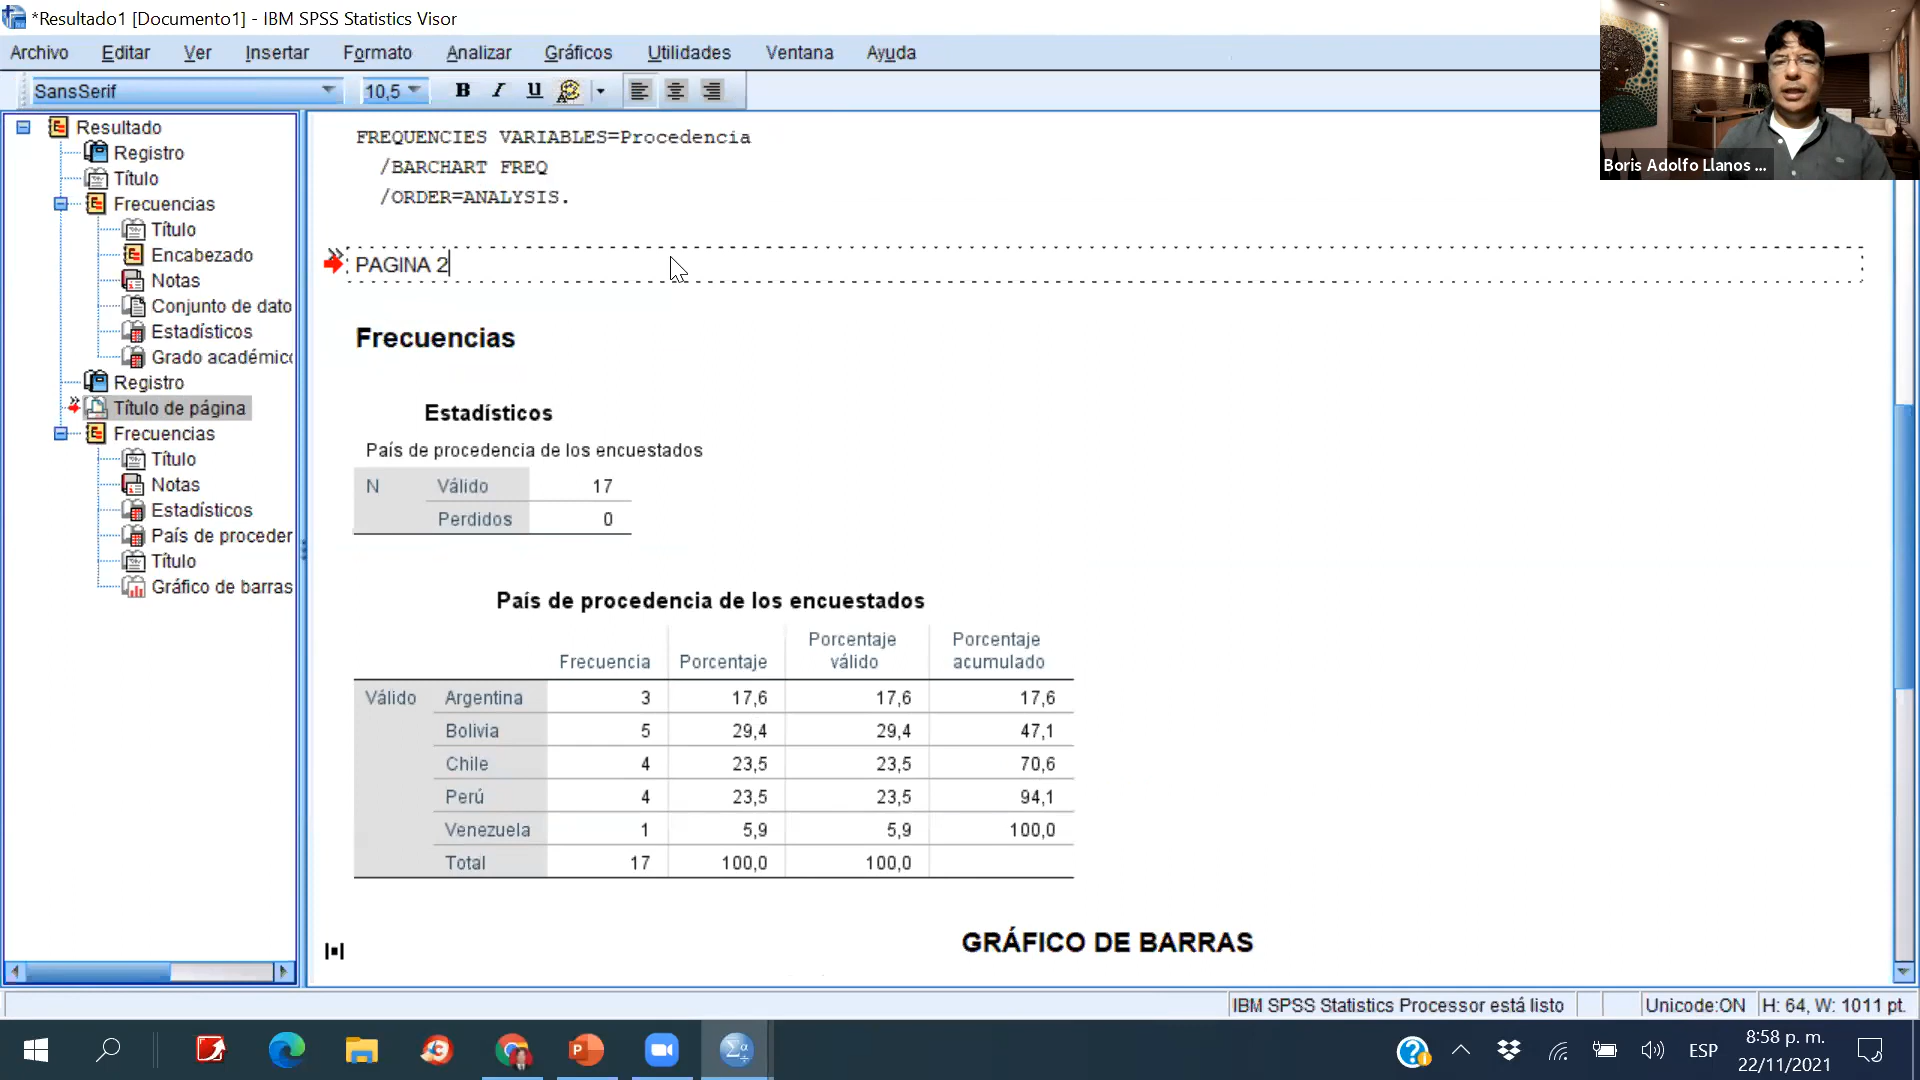 *Resultado1 [Documento1] - IBM SPSS Statistics Visor
Archivo Editar Ver Insertar Formato Analizar Gráficos Utilidades Ventana Ayuda
SansSerif 10,5 B I U
Boris Adolfo Llanos ...
Resultado
Registro
Título
Frecuencias
Título
Encabezado
Notas
Conjunto de dato
Estadísticos
Grado académico
Registro
Título de página
Frecuencias
Título
Notas
Estadísticos
País de proceder
Título
Gráfico de barras
FREQUENCIES VARIABLES=Procedencia
/BARCHART FREQ
/ORDER=ANALYSIS.
PAGINA 2
Frecuencias
Estadísticos
País de procedencia de los encuestados
N Válido 17
Perdidos 0
País de procedencia de los encuestados
Frecuencia Porcentaje Porcentaje válido Porcentaje acumulado
Válido Argentina 3 17,6 17,6 17,6
Bolivia 5 29,4 29,4 47,1
Chile 4 23,5 23,5 70,6
Perú 4 23,5 23,5 94,1
Venezuela 1 5,9 5,9 100,0
Total 17 100,0 100,0
GRÁFICO DE BARRAS
IBM SPSS Statistics Processor está listo Unicode:ON H: 64, W: 1011 pt.
ESP 8:58 p. m.
22/11/2021